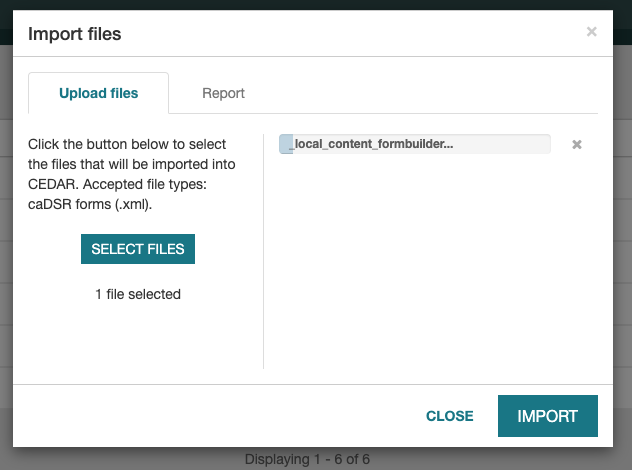 Import files
×
Upload files
Report
Click the button below to select
the files that will be imported into
CEDAR. Accepted file types:
caDSR forms (.xml).
SELECT FILES
1 file selected
_local_content_formbuilder...
×
CLOSE
IMPORT
Displaying 1 - 6 of 6